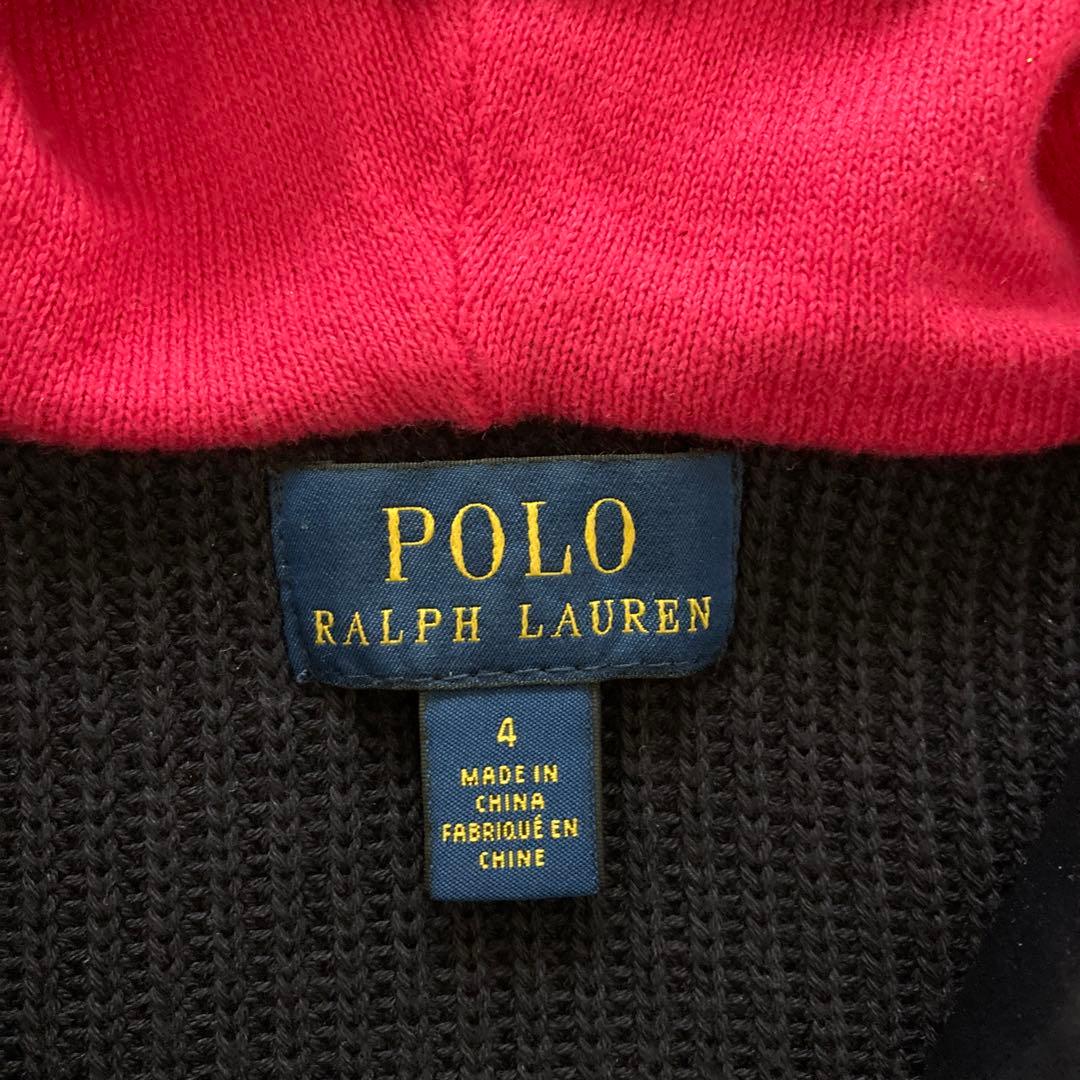 POLO
RALPH LAUREN
4
MADE IN
CHINA
FABRIQUÉ EN
CHINE